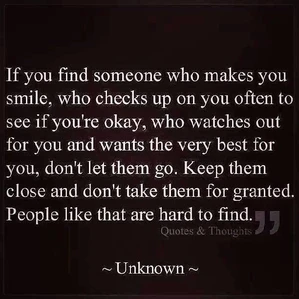 If you find someone who makes you
smile, who checks up on you often to
see if you're okay, who watches out
for you and wants the very best for
you, don't let them go. Keep them
close and don't take them for granted.
People like that are hard to find.
Quotes & Thoughts
~ Unknown ~